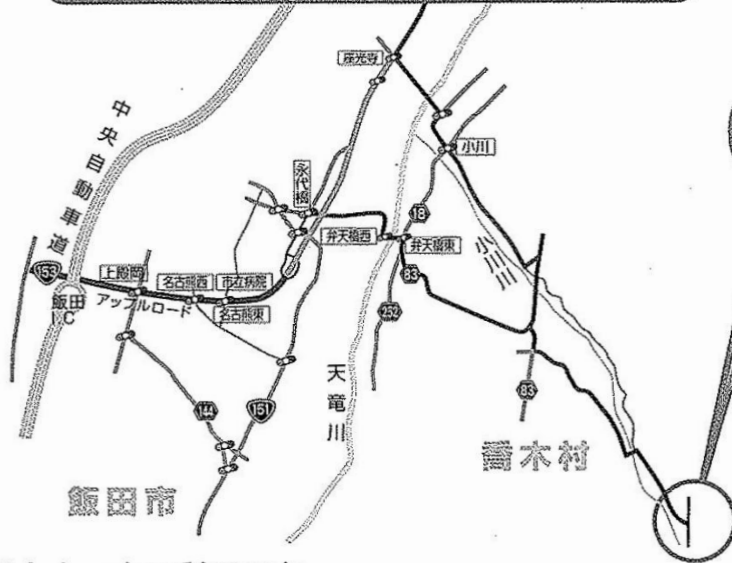 座光寺
中央自動車道
小川
永代橋
18
弁天橋西
弁天橋東
小川川
83
153
上殿岡
名古熊西
市立病院
飯田IC
アップルロード
名古熊東
252
天竜川
83
144
151
喬木村
飯田市